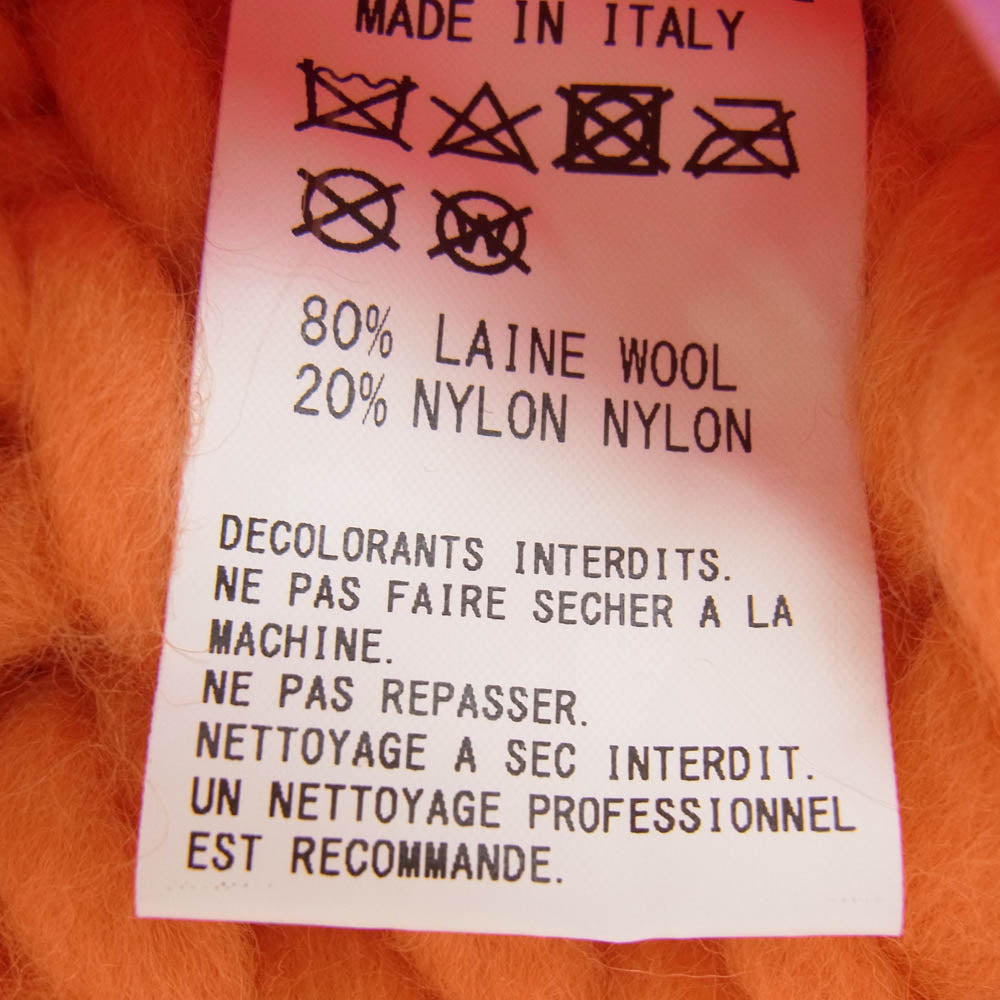 MADE IN ITALY
W
80% LAINE WOOL
20% NYLON NYLON
DECOLORANTS INTERDITS.
NE PAS FAIRE SECHER A LA
MACHINE.
NE PAS REPASSER.
NETTOYAGE A SEC INTERDIT.
UN NETTOYAGE PROFESSIONNEL
EST RECOMMANDE.